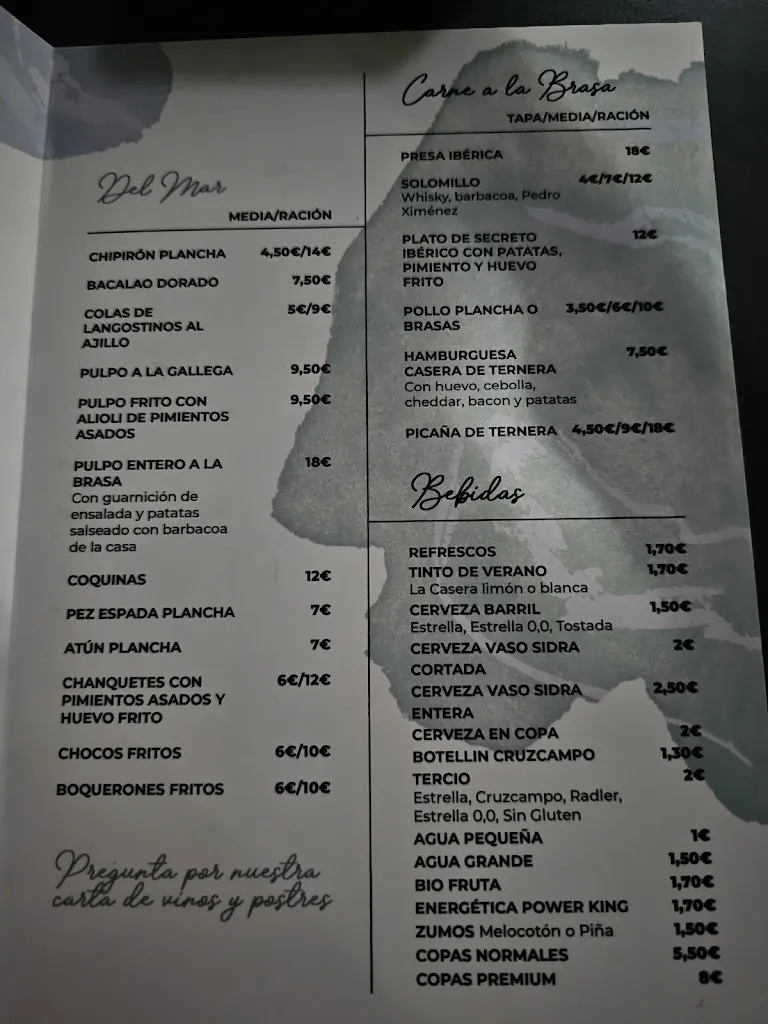 Del Mar
MEDIA/RACIÓN
CHIPIRÓN PLANCHA 4,50€/14€
BACALAO DORADO 7,50€
COLAS DE 5€/9€
LANGOSTINOS AL
AJILLO
PULPO A LA GALLEGA 9,50€
PULPO FRITO CON 9,50€
ALIOLI DE PIMIENTOS
ASADOS
PULPO ENTERO A LA 18€
BRASA
Con guarnición de
ensalada y patatas
salseado con barbacoa
de la casa
COQUINAS 12€
PEZ ESPADA PLANCHA 7€
ATÚN PLANCHA 7€
CHANQUETES CON 6€/12€
PIMIENTOS ASADOS Y
HUEVO FRITO
CHOCOS FRITOS 6€/10€
BOQUERONES FRITOS 6€/10€
Pregunta por nuestra
carta de vinos y postres
Carne a la Brasa
TAPA/MEDIA/RACIÓN
PRESA IBÉRICA 18€
SOLOMILLO 4€/7€/12€
Whisky, barbacoa, Pedro
Ximénez
PLATO DE SECRETO 12€
IBÉRICO CON PATATAS,
PIMIENTO Y HUEVO
FRITO
POLLO PLANCHA O 3,50€/6€/10€
BRASAS
HAMBURGUESA 7,50€
CASERA DE TERNERA
Con huevo, cebolla,
cheddar, bacon y patatas
PICAÑA DE TERNERA 4,50€/9€/18€
Bebidas
REFRESCOS 1,70€
TINTO DE VERANO 1,70€
La Casera limón o blanca
CERVEZA BARRIL 1,50€
Estrella, Estrella 0,0, Tostada
CERVEZA VASO SIDRA 2€
CORTADA
CERVEZA VASO SIDRA 2,50€
ENTERA
CERVEZA EN COPA 2€
BOTELLIN CRUZCAMPO 1,30€
TERCIO 2€
Estrella, Cruzcampo, Radler,
Estrella 0,0, Sin Gluten
AGUA PEQUEÑA 1€
AGUA GRANDE 1,50€
BIO FRUTA 1,70€
ENERGÉTICA POWER KING 1,70€
ZUMOS Melocotón o Piña 1,50€
COPAS NORMALES 5,50€
COPAS PREMIUM 8€